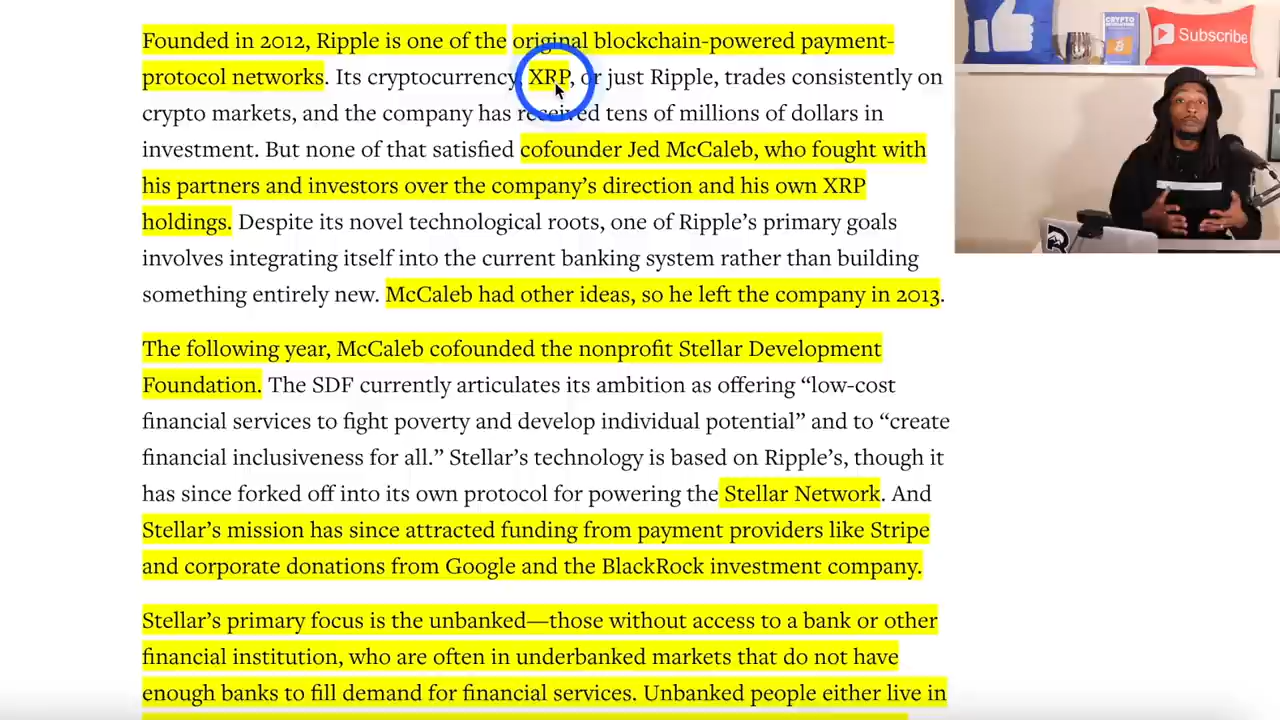 Founded in 2012, Ripple is one of the original blockchain-powered payment-
protocol networks. Its cryptocurrency, XRP, or just Ripple, trades consistently on
crypto markets, and the company has received tens of millions of dollars in
investment. But none of that satisfied cofounder Jed McCaleb, who fought with
his partners and investors over the company’s direction and his own XRP
holdings. Despite its novel technological roots, one of Ripple’s primary goals
involves integrating itself into the current banking system rather than building
something entirely new. McCaleb had other ideas, so he left the company in 2013.
The following year, McCaleb cofounded the nonprofit Stellar Development
Foundation. The SDF currently articulates its ambition as offering “low-cost
financial services to fight poverty and develop individual potential” and to “create
financial inclusiveness for all.” Stellar’s technology is based on Ripple’s, though it
has since forked off into its own protocol for powering the Stellar Network. And
Stellar’s mission has since attracted funding from payment providers like Stripe
and corporate donations from Google and the BlackRock investment company.
Stellar’s primary focus is the unbanked—those without access to a bank or other
financial institution, who are often in underbanked markets that do not have
enough banks to fill demand for financial services. Unbanked people either live in
CRYPTO
Subscribe